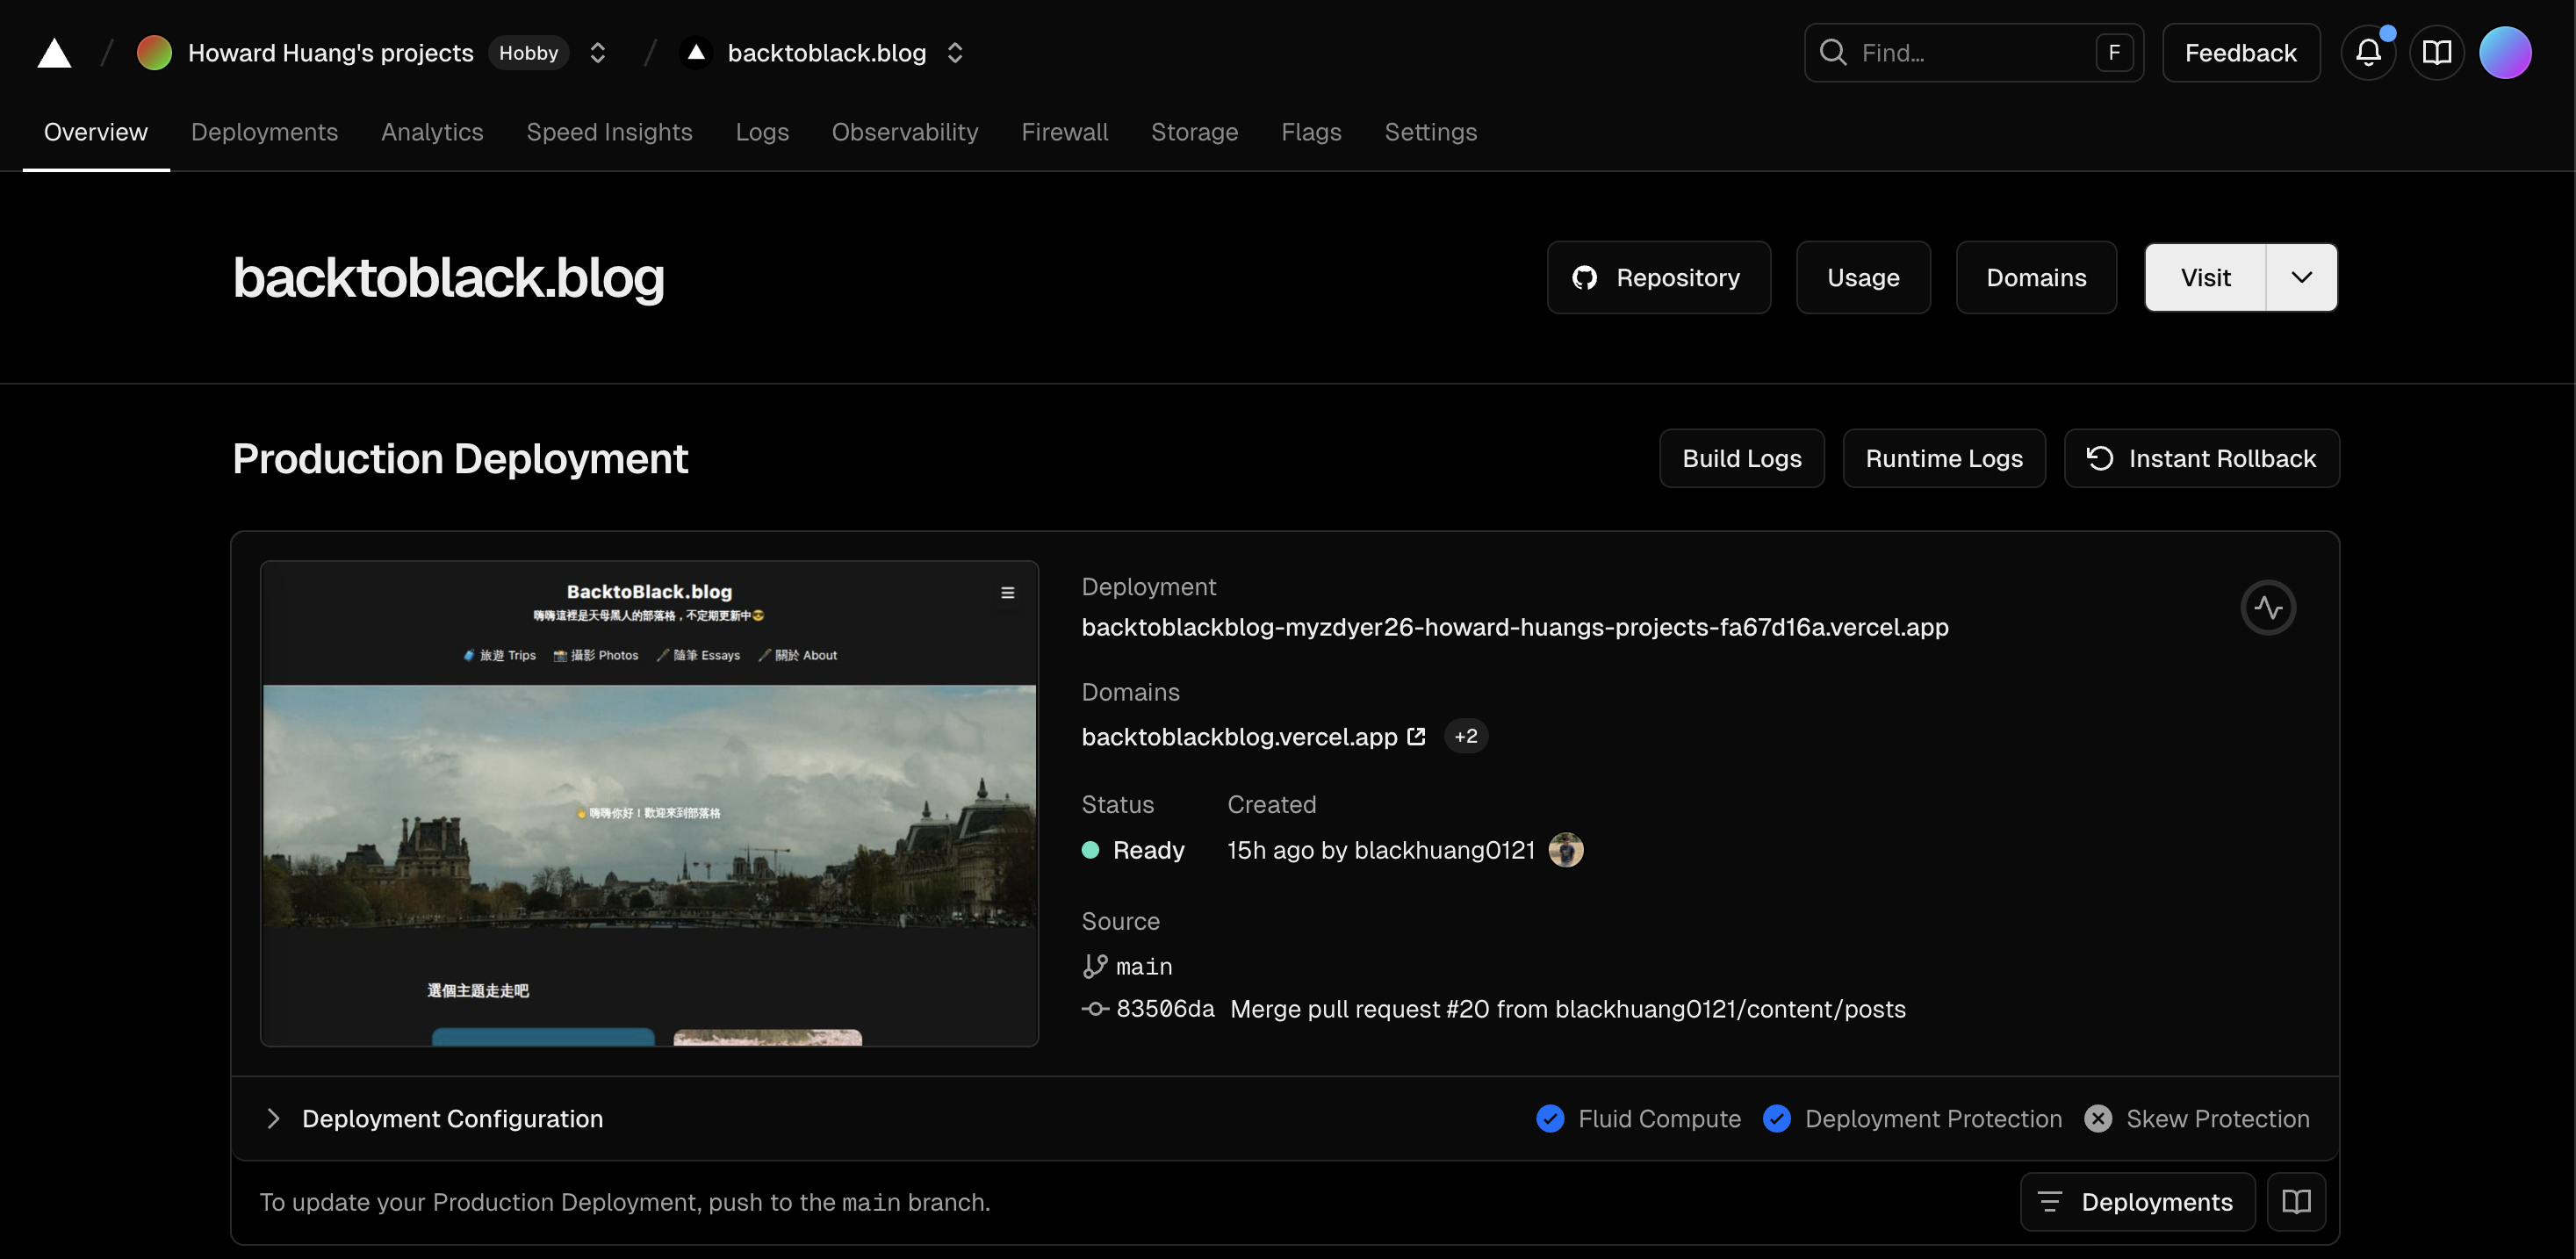 Howard Huang's projects Hobby backtoblack.blog Find... F Feedback
Overview Deployments Analytics Speed Insights Logs Observability Firewall Storage Flags Settings
backtoblack.blog Repository Usage Domains Visit
Production Deployment Build Logs Runtime Logs Instant Rollback
BacktoBlack.blog
嗨嗨這裡是天母黑人的部落格，不定期更新中😎
🧳 旅遊 Trips 📸 攝影 Photos 🖋️ 隨筆 Essays 🖋️ 關於 About
👋 嗨嗨你好！歡迎來到部落格
選個主題走走吧
Deployment
backtoblackblog-myzdyer26-howard-huangs-projects-fa67d16a.vercel.app
Domains
backtoblackblog.vercel.app +2
Status Created
Ready 15h ago by blackhuang0121
Source
main
83506da Merge pull request #20 from blackhuang0121/content/posts
Deployment Configuration Fluid Compute Deployment Protection Skew Protection
To update your Production Deployment, push to the main branch. Deployments